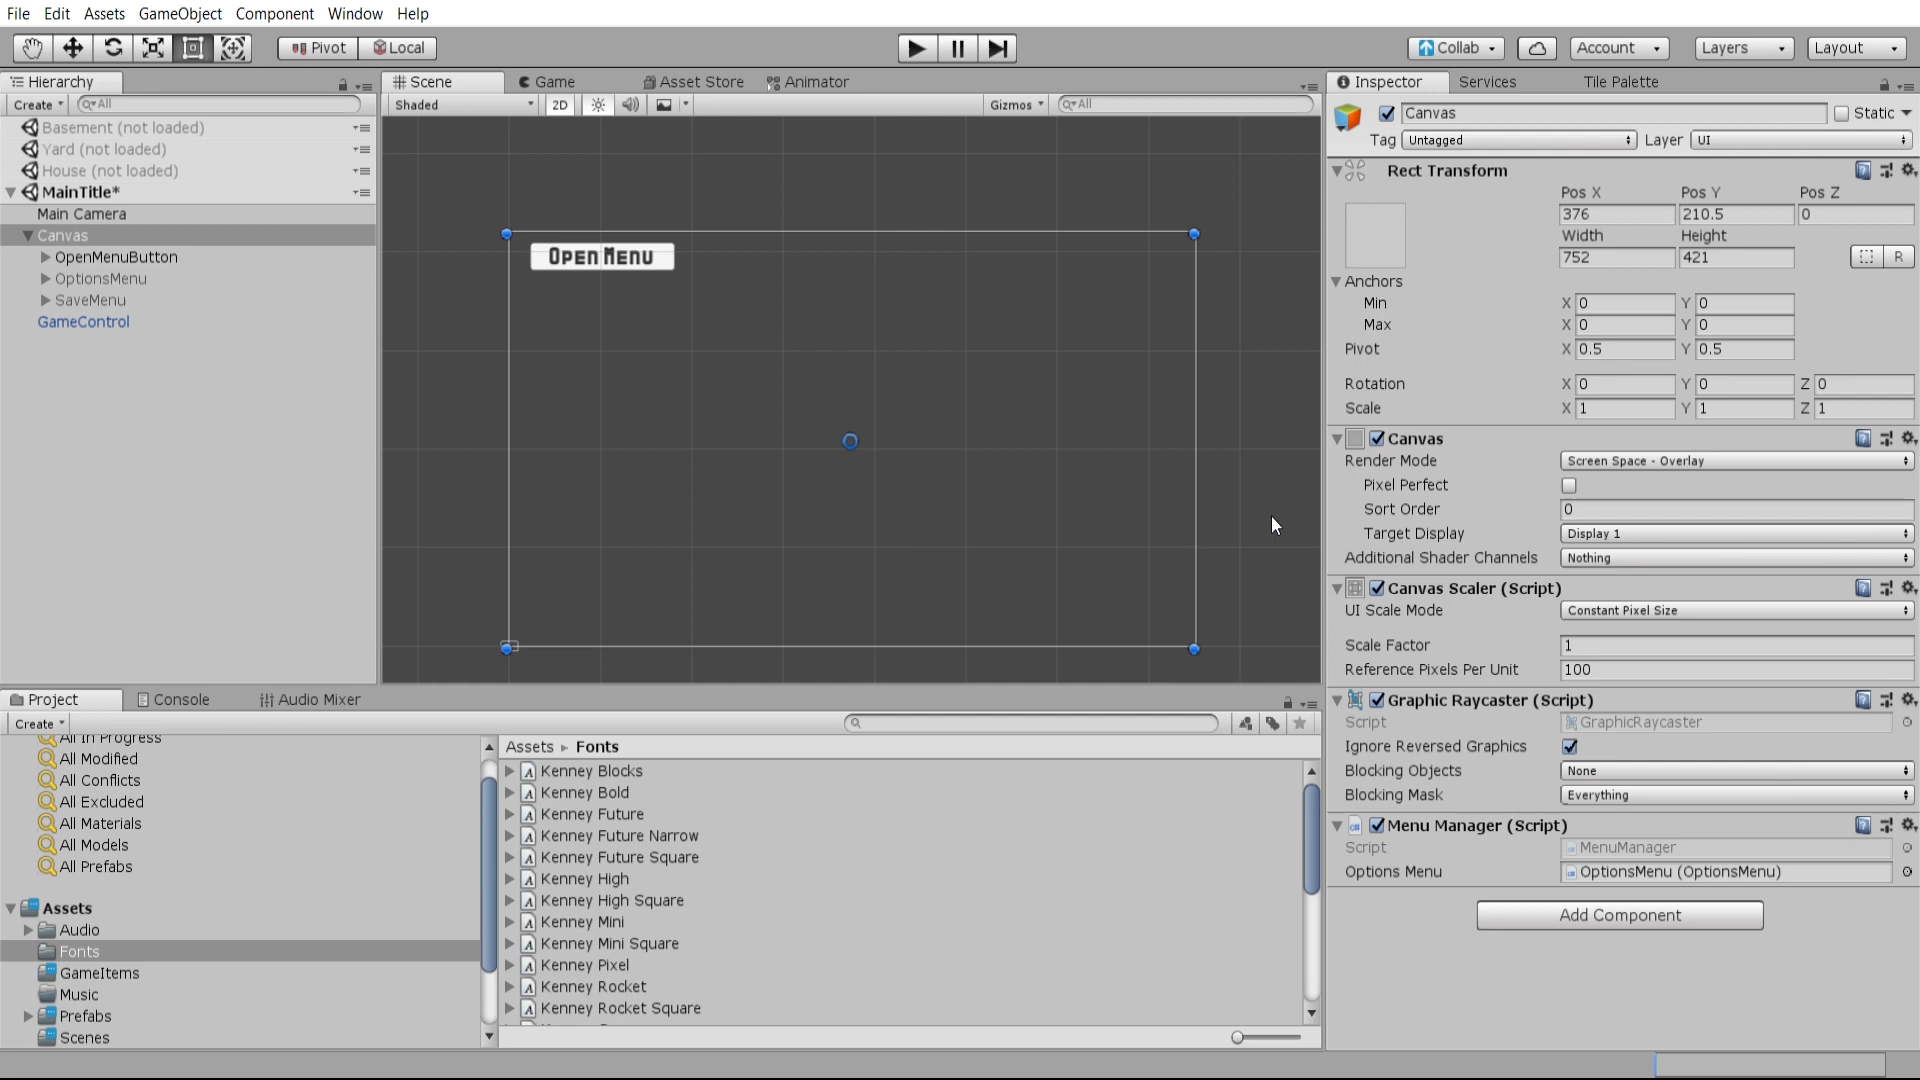 File Edit Assets GameObject Component Window Help
Pivot Local Collab Account Layers Layout
Hierarchy
Create All
Basement (not loaded)
Yard (not loaded)
House (not loaded)
MainTitle*
Main Camera
Canvas
OpenMenuButton
OptionsMenu
SaveMenu
GameControl
Scene Game Asset Store Animator
Shaded 2D Gizmos All
Open Menu
Project Console Audio Mixer
Create
All In Progress
All Modified
All Conflicts
All Excluded
All Materials
All Models
All Prefabs
Assets
Audio
Fonts
GameItems
Music
Prefabs
Scenes
Assets Fonts
Kenney Blocks
Kenney Bold
Kenney Future
Kenney Future Narrow
Kenney Future Square
Kenney High
Kenney High Square
Kenney Mini
Kenney Mini Square
Kenney Pixel
Kenney Rocket
Kenney Rocket Square
Inspector Services Tile Palette
Canvas Static
Tag Untagged Layer UI
Rect Transform
Pos X Pos Y Pos Z
376 210.5 0
Width Height
752 421 R
Anchors
Min X 0 Y 0
Max X 0 Y 0
Pivot X 0.5 Y 0.5
Rotation X 0 Y 0 Z 0
Scale X 1 Y 1 Z 1
Canvas
Render Mode Screen Space - Overlay
Pixel Perfect
Sort Order 0
Target Display Display 1
Additional Shader Channels Nothing
Canvas Scaler (Script)
UI Scale Mode Constant Pixel Size
Scale Factor 1
Reference Pixels Per Unit 100
Graphic Raycaster (Script)
Script GraphicRaycaster
Ignore Reversed Graphics
Blocking Objects None
Blocking Mask Everything
Menu Manager (Script)
Script MenuManager
Options Menu OptionsMenu (OptionsMenu)
Add Component